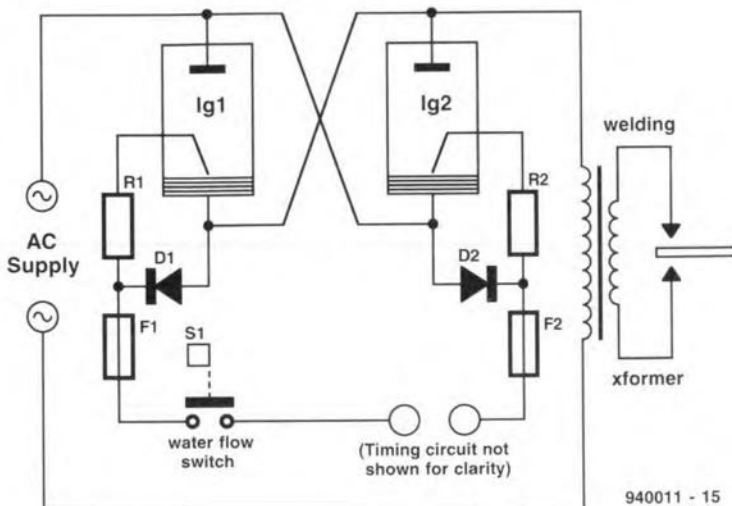 Ig1
Ig2
welding
R1
R2
AC
Supply
D1
D2
F1
S1
F2
xformer
water flow
switch
(Timing circuit not
shown for clarity)
940011 - 15